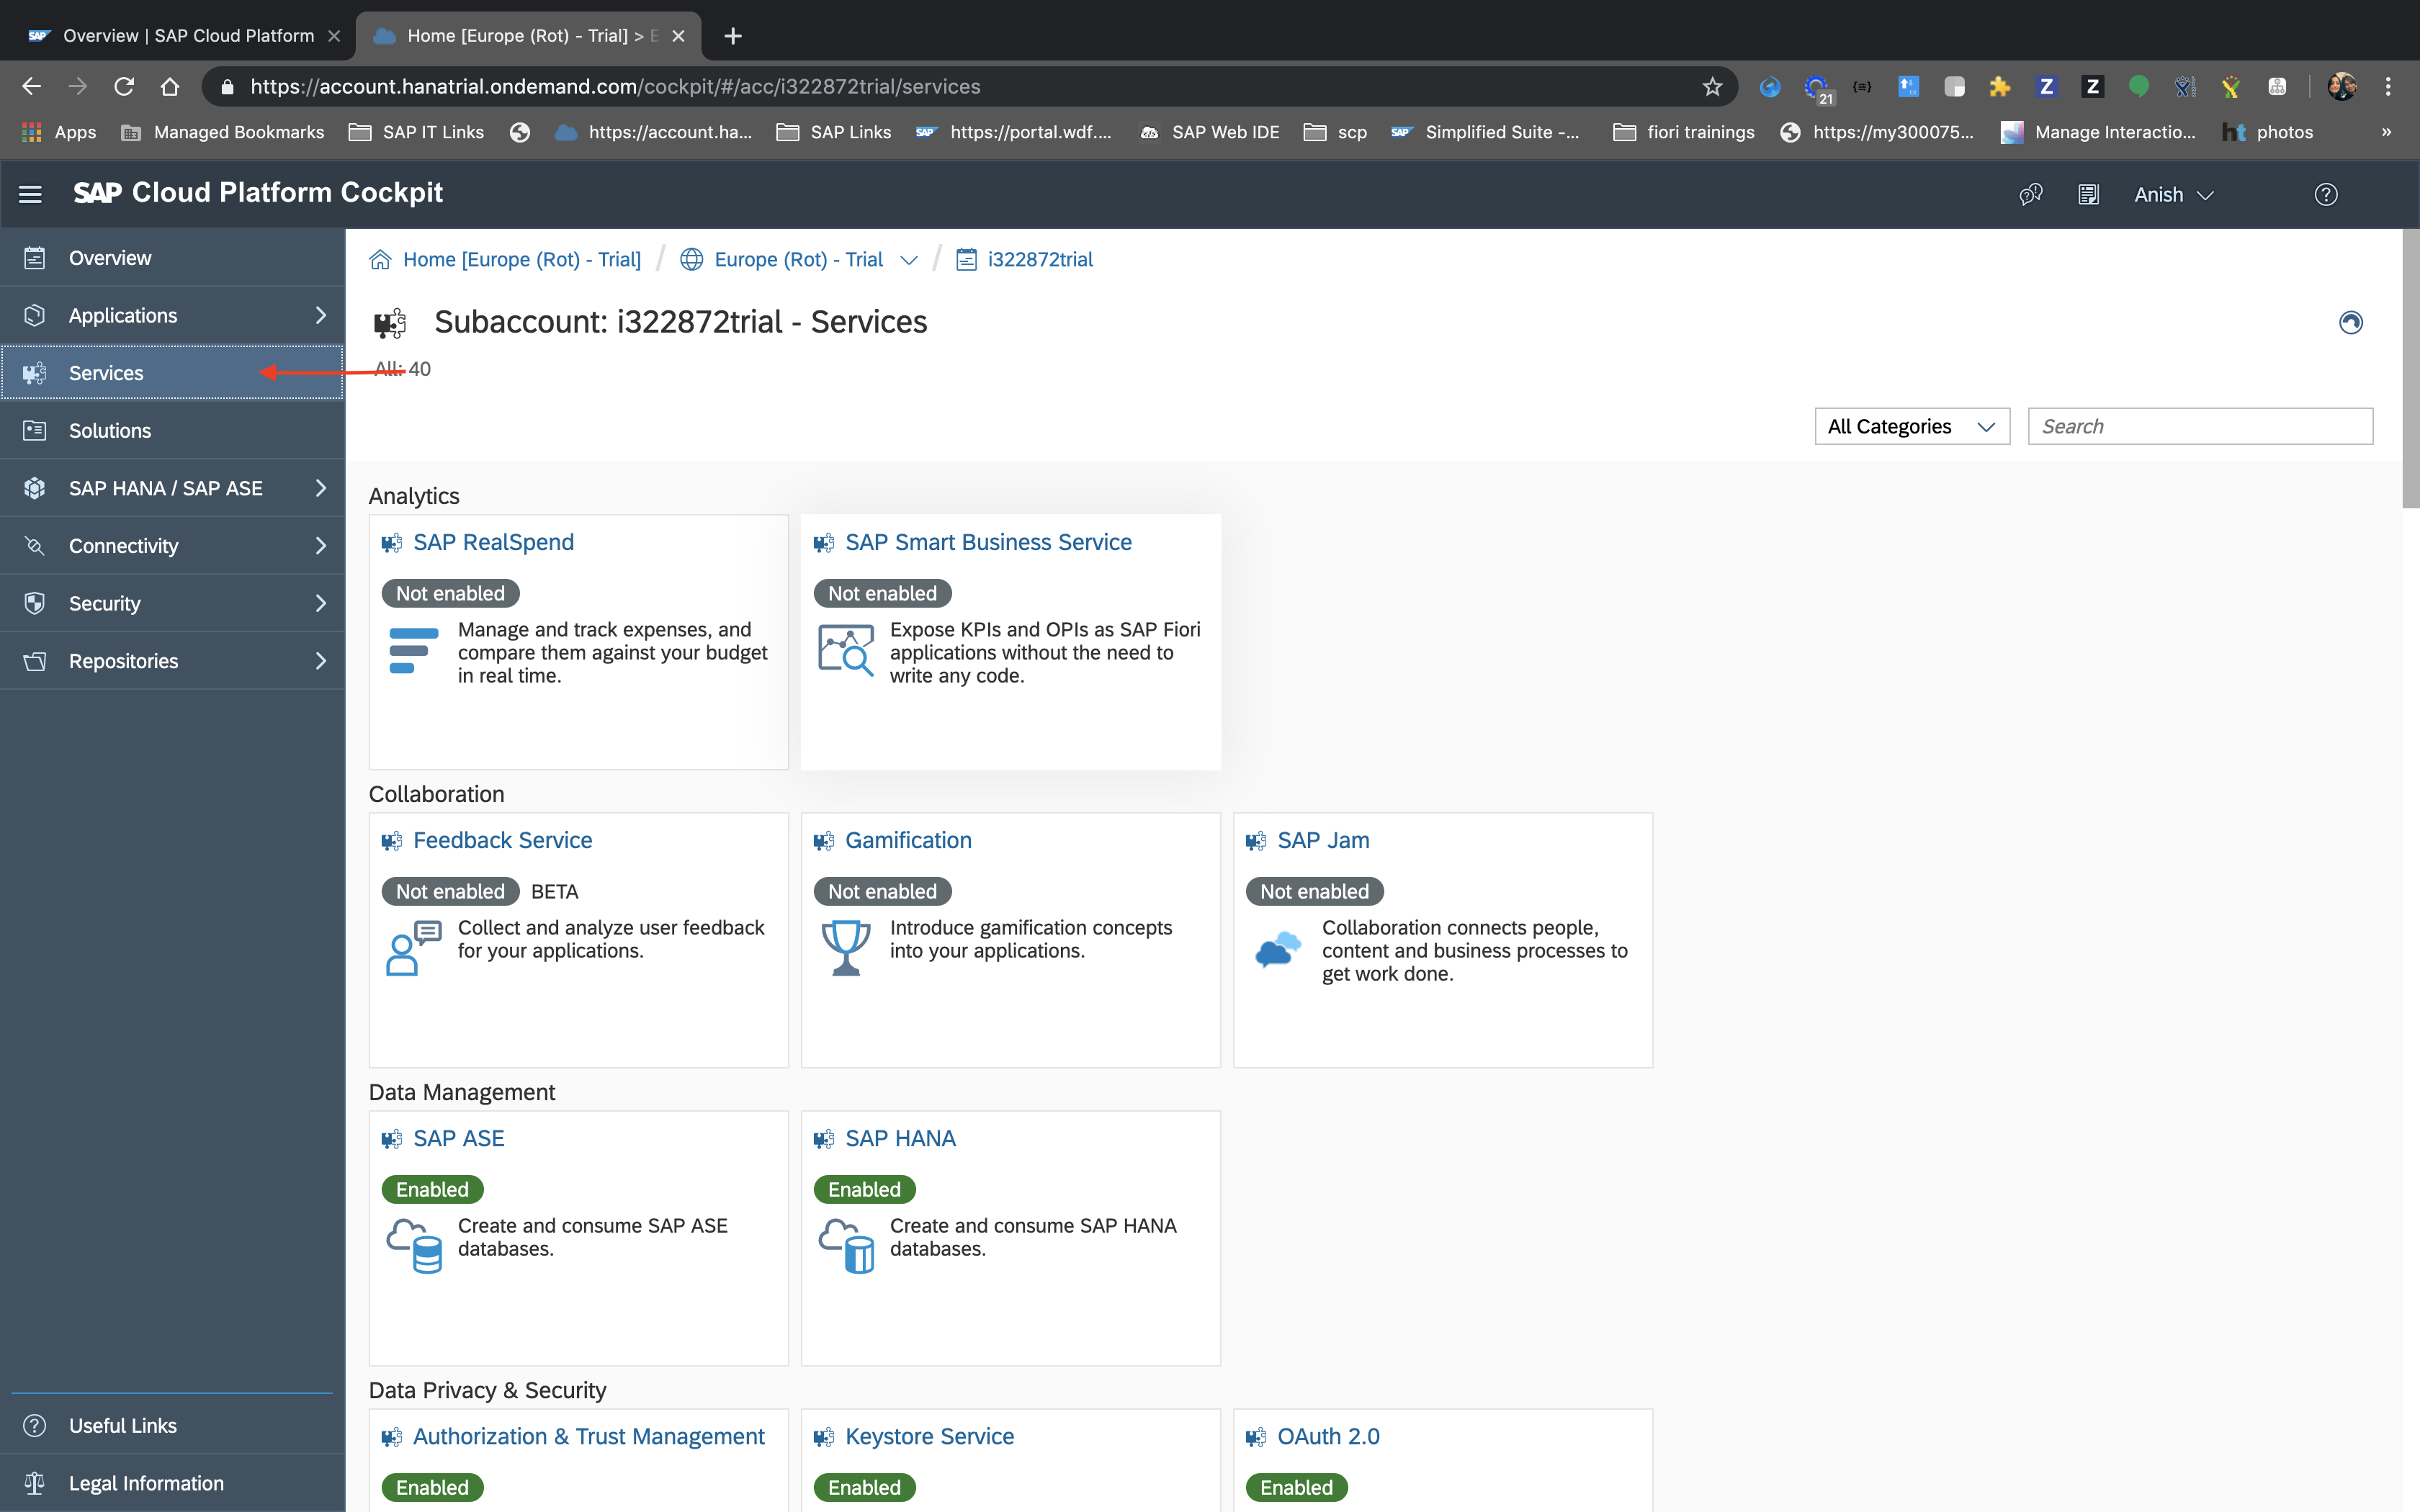 SAP Overview | SAP Cloud Platform
Home [Europe (Rot) - Trial] > E
https://account.hanatrial.ondemand.com/cockpit/#/acc/i322872trial/services
21
Z
Z
Apps
Managed Bookmarks
SAP IT Links
https://account.ha...
SAP Links
SAP https://portal.wdf....
SAP Web IDE
scp
SAP Simplified Suite -...
fiori trainings
https://my300075...
Manage Interactio...
ht photos
»
SAP Cloud Platform Cockpit
Anish
Overview
Applications
Services
Solutions
SAP HANA / SAP ASE
Connectivity
Security
Repositories
Useful Links
Legal Information
Home [Europe (Rot) - Trial] / Europe (Rot) - Trial / i322872trial
Subaccount: i322872trial - Services
All: 40
All Categories
Search
Analytics
SAP RealSpend
Not enabled
Manage and track expenses, and
compare them against your budget
in real time.
SAP Smart Business Service
Not enabled
Expose KPIs and OPIs as SAP Fiori
applications without the need to
write any code.
Collaboration
Feedback Service
Not enabled BETA
Collect and analyze user feedback
for your applications.
Gamification
Not enabled
Introduce gamification concepts
into your applications.
SAP Jam
Not enabled
Collaboration connects people,
content and business processes to
get work done.
Data Management
SAP ASE
Enabled
Create and consume SAP ASE
databases.
SAP HANA
Enabled
Create and consume SAP HANA
databases.
Data Privacy & Security
Authorization & Trust Management
Enabled
Keystore Service
Enabled
OAuth 2.0
Enabled